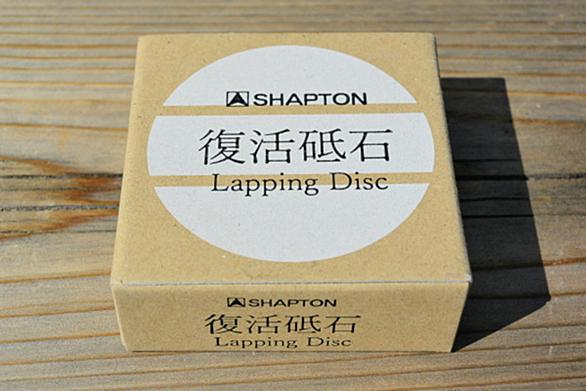 SHAPTON
復活砥石
Lapping Disc
SHAPTON
復活砥石
Lapping Disc